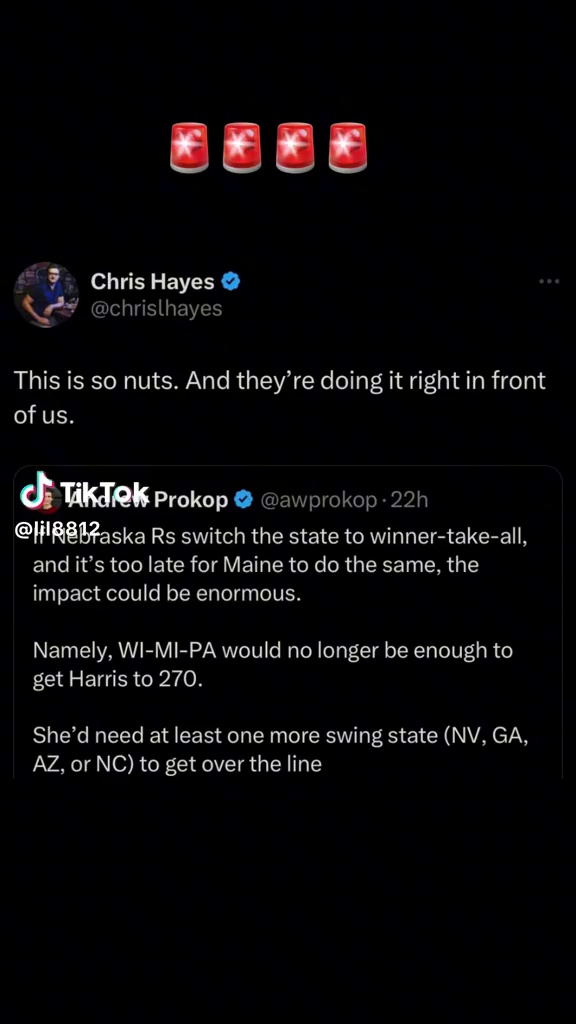 Chris Hayes
@chrislhayes
This is so nuts. And they're doing it right in front
of us.
TikTok
Andrew Prokop @awprokop · 22h
@lil8812
If Nebraska Rs switch the state to winner-take-all,
and it's too late for Maine to do the same, the
impact could be enormous.
Namely, WI-MI-PA would no longer be enough to
get Harris to 270.
She'd need at least one more swing state (NV, GA,
AZ, or NC) to get over the line